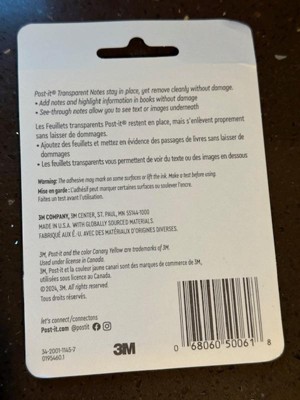 Post-it® Transparent Notes stay in place, yet remove cleanly without damage.
• Add notes and highlight information in books without damage
• See-through notes allow you to see text or images underneath
Les Feuillets transparents Post-it® restent en place, mais s'enlèvent proprement
sans laisser de dommages.
• Ajoutez des feuillets et mettez en évidence des passages de livres sans laisser de
dommages
• Les feuillets transparents vous permettent de voir du texte ou des images en dessous
Warning: The adhesive may mark on some surfaces or lift the ink. Make a test before using.
Mise en garde : L'adhésif peut marquer certaines surfaces ou soulever l'encre.
Faites un test avant l'utilisation.
3M COMPANY, 3M CENTER, ST. PAUL, MN 55144-1000
MADE IN U.S.A. WITH GLOBALLY SOURCED MATERIALS.
FABRIQUÉ AUX É. U. AVEC DES MATÉRIAUX D'ORIGINES DIVERSES.
3M, Post-it and the color Canary Yellow are trademarks of 3M.
Used under license in Canada.
3M, Post-it et la couleur jaune canari sont des marques de commerce de 3M,
utilisées sous licence au Canada.
©2024, 3M. All rights reserved.
Tous droits réservés.
let's connect/connectons
Post-it.com @postit
34-2001-1145-7
0195460.1
3M
0 68060 50061 8